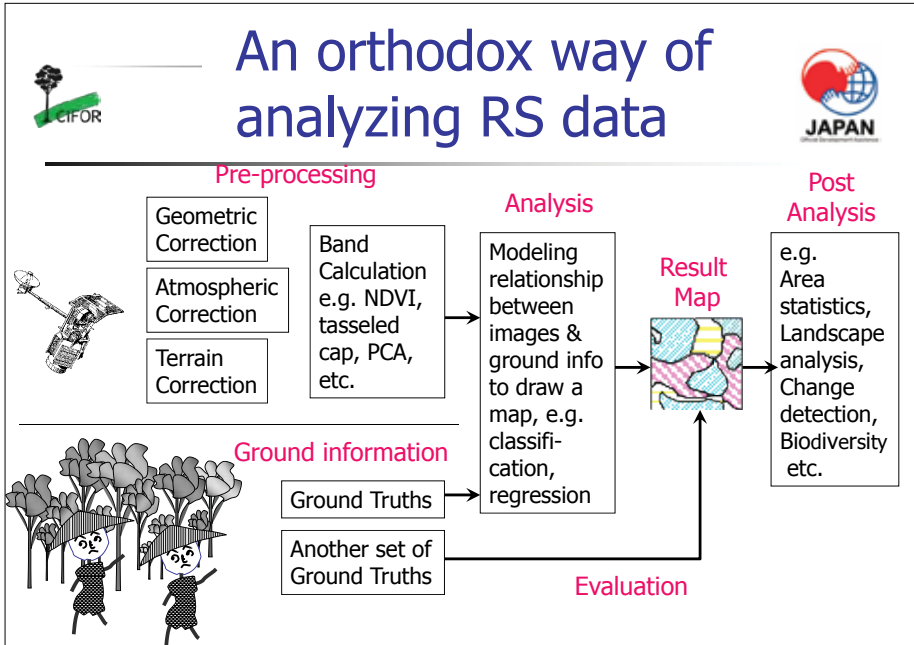 An orthodox way of
analyzing RS data
CIFOR
JAPAN
Official Development Assistance
Pre-processing
Geometric
Correction
Atmospheric
Correction
Terrain
Correction
Band
Calculation
e.g. NDVI,
tasseled
cap, PCA,
etc.
Analysis
Modeling
relationship
between
images &
ground info
to draw a
map, e.g.
classifi-
cation,
regression
Result
Map
Post
Analysis
e.g.
Area
statistics,
Landscape
analysis,
Change
detection,
Biodiversity
etc.
Ground information
Ground Truths
Another set of
Ground Truths
Evaluation